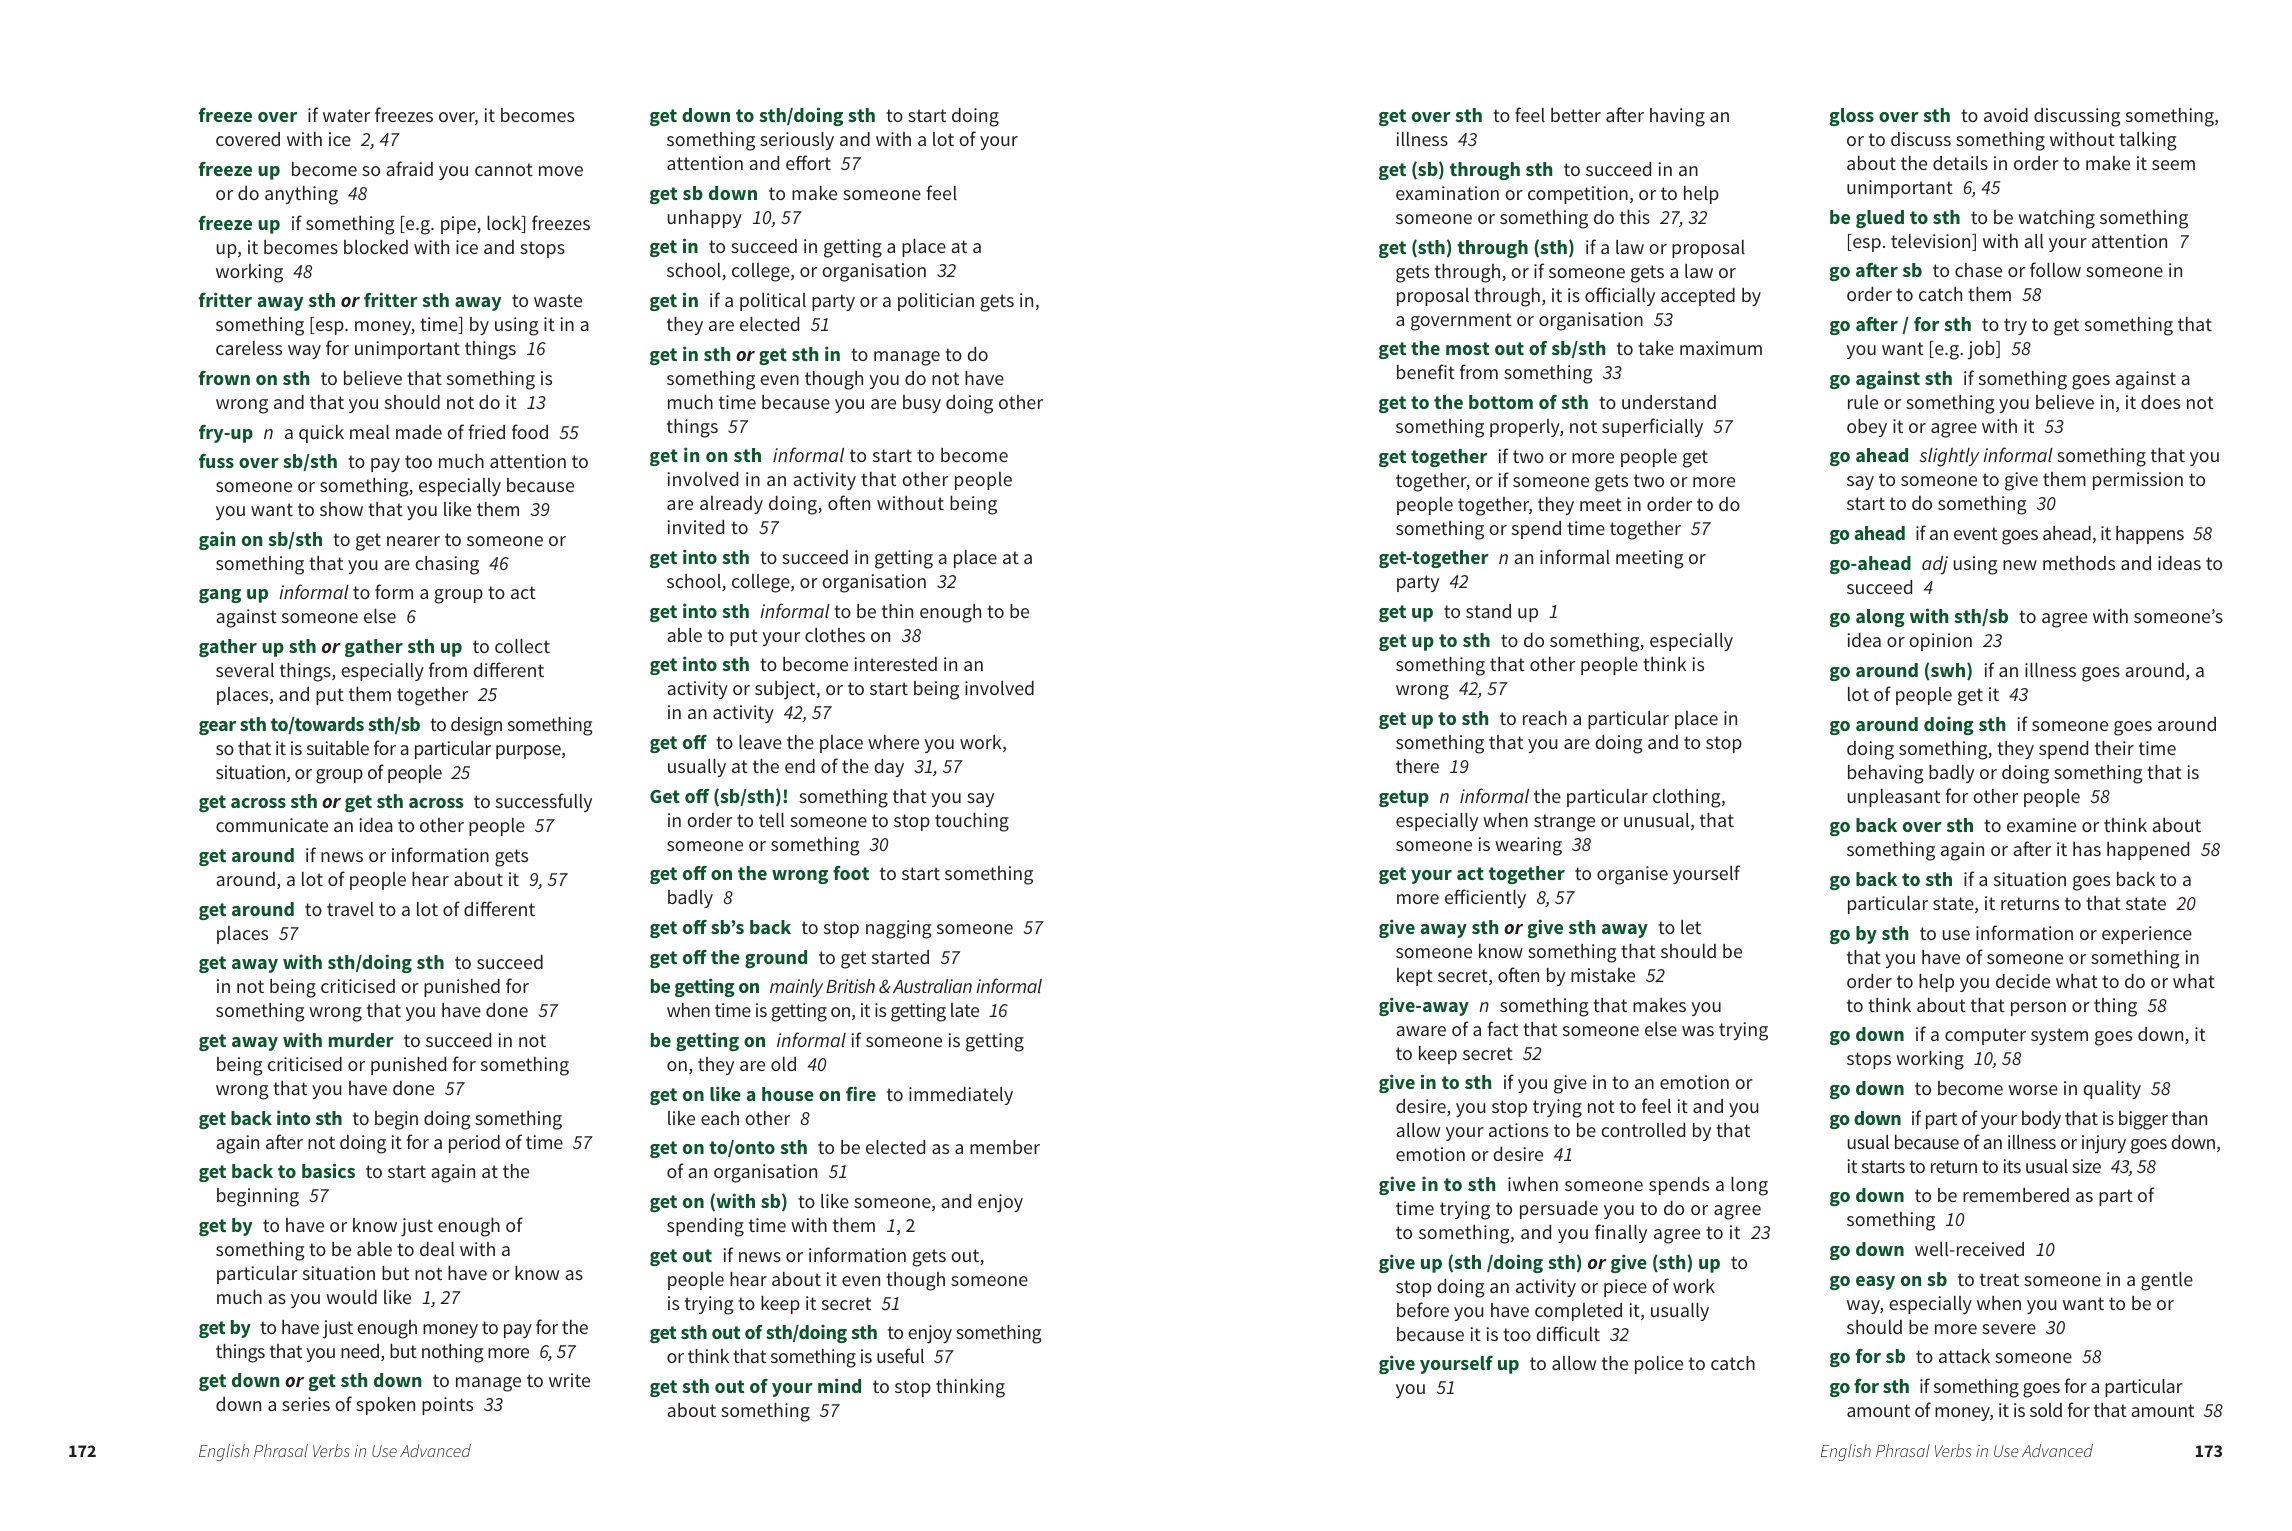 freeze over if water freezes over, it becomes
covered with ice 2, 47
freeze up become so afraid you cannot move
or do anything 48
freeze up if something [e.g. pipe, lock] freezes
up, it becomes blocked with ice and stops
working 48
fritter away sth or fritter sth away to waste
something [esp. money, time] by using it in a
careless way for unimportant things 16
frown on sth to believe that something is
wrong and that you should not do it 13
fry-up n a quick meal made of fried food 55
fuss over sb/sth to pay too much attention to
someone or something, especially because
you want to show that you like them 39
gain on sb/sth to get nearer to someone or
something that you are chasing 46
gang up informal to form a group to act
against someone else 6
gather up sth or gather sth up to collect
several things, especially from different
places, and put them together 25
gear sth to/towards sth/sb to design something
so that it is suitable for a particular purpose,
situation, or group of people 25
get across sth or get sth across to successfully
communicate an idea to other people 57
get around if news or information gets
around, a lot of people hear about it 9, 57
get around to travel to a lot of different
places 57
get away with sth/doing sth to succeed
in not being criticised or punished for
something wrong that you have done 57
get away with murder to succeed in not
being criticised or punished for something
wrong that you have done 57
get back into sth to begin doing something
again after not doing it for a period of time 57
get back to basics to start again at the
beginning 57
get by to have or know just enough of
something to be able to deal with a
particular situation but not have or know as
much as you would like 1, 27
get by to have just enough money to pay for the
things that you need, but nothing more 6, 57
get down or get sth down to manage to write
down a series of spoken points 33
get down to sth/doing sth to start doing
something seriously and with a lot of your
attention and effort 57
get sb down to make someone feel
unhappy 10, 57
get in to succeed in getting a place at a
school, college, or organisation 32
get in if a political party or a politician gets in,
they are elected 51
get in sth or get sth in to manage to do
something even though you do not have
much time because you are busy doing other
things 57
get in on sth informal to start to become
involved in an activity that other people
are already doing, often without being
invited to 57
get into sth to succeed in getting a place at a
school, college, or organisation 32
get into sth informal to be thin enough to be
able to put your clothes on 38
get into sth to become interested in an
activity or subject, or to start being involved
in an activity 42, 57
get off to leave the place where you work,
usually at the end of the day 31, 57
Get off (sb/sth)! something that you say
in order to tell someone to stop touching
someone or something 30
get off on the wrong foot to start something
badly 8
get off sb's back to stop nagging someone 57
get off the ground to get started 57
be getting on mainly British & Australian informal
when time is getting on, it is getting late 16
be getting on informal if someone is getting
on, they are old 40
get on like a house on fire to immediately
like each other 8
get on to/onto sth to be elected as a member
of an organisation 51
get on (with sb) to like someone, and enjoy
spending time with them 1, 2
get out if news or information gets out,
people hear about it even though someone
is trying to keep it secret 51
get sth out of sth/doing sth to enjoy something
or think that something is useful 57
get sth out of your mind to stop thinking
about something 57
172 English Phrasal Verbs in Use Advanced
get over sth to feel better after having an
illness 43
get (sb) through sth to succeed in an
examination or competition, or to help
someone or something do this 27, 32
get (sth) through (sth) if a law or proposal
gets through, or if someone gets a law or
proposal through, it is officially accepted by
a government or organisation 53
get the most out of sb/sth to take maximum
benefit from something 33
get to the bottom of sth to understand
something properly, not superficially 57
get together if two or more people get
together, or if someone gets two or more
people together, they meet in order to do
something or spend time together 57
get-together n an informal meeting or
party 42
get up to stand up 1
get up to sth to do something, especially
something that other people think is
wrong 42, 57
get up to sth to reach a particular place in
something that you are doing and to stop
there 19
getup n informal the particular clothing,
especially when strange or unusual, that
someone is wearing 38
get your act together to organise yourself
more efficiently 8, 57
give away sth or give sth away to let
someone know something that should be
kept secret, often by mistake 52
give-away n something that makes you
aware of a fact that someone else was trying
to keep secret 52
give in to sth if you give in to an emotion or
desire, you stop trying not to feel it and you
allow your actions to be controlled by that
emotion or desire 41
give in to sth iwhen someone spends a long
time trying to persuade you to do or agree
to something, and you finally agree to it 23
give up (sth /doing sth) or give (sth) up to
stop doing an activity or piece of work
before you have completed it, usually
because it is too difficult 32
give yourself up to allow the police to catch
you 51
gloss over sth to avoid discussing something,
or to discuss something without talking
about the details in order to make it seem
unimportant 6, 45
be glued to sth to be watching something
[esp. television] with all your attention 7
go after sb to chase or follow someone in
order to catch them 58
go after / for sth to try to get something that
you want [e.g. job] 58
go against sth if something goes against a
rule or something you believe in, it does not
obey it or agree with it 53
go ahead slightly informal something that you
say to someone to give them permission to
start to do something 30
go ahead if an event goes ahead, it happens 58
go-ahead adj using new methods and ideas to
succeed 4
go along with sth/sb to agree with someone's
idea or opinion 23
go around (swh) if an illness goes around, a
lot of people get it 43
go around doing sth if someone goes around
doing something, they spend their time
behaving badly or doing something that is
unpleasant for other people 58
go back over sth to examine or think about
something again or after it has happened 58
go back to sth if a situation goes back to a
particular state, it returns to that state 20
go by sth to use information or experience
that you have of someone or something in
order to help you decide what to do or what
to think about that person or thing 58
go down if a computer system goes down, it
stops working 10, 58
go down to become worse in quality 58
go down if part of your body that is bigger than
usual because of an illness or injury goes down,
it starts to return to its usual size 43, 58
go down to be remembered as part of
something 10
go down well-received 10
go easy on sb to treat someone in a gentle
way, especially when you want to be or
should be more severe 30
go for sb to attack someone 58
go for sth if something goes for a particular
amount of money, it is sold for that amount 58
English Phrasal Verbs in Use Advanced 173